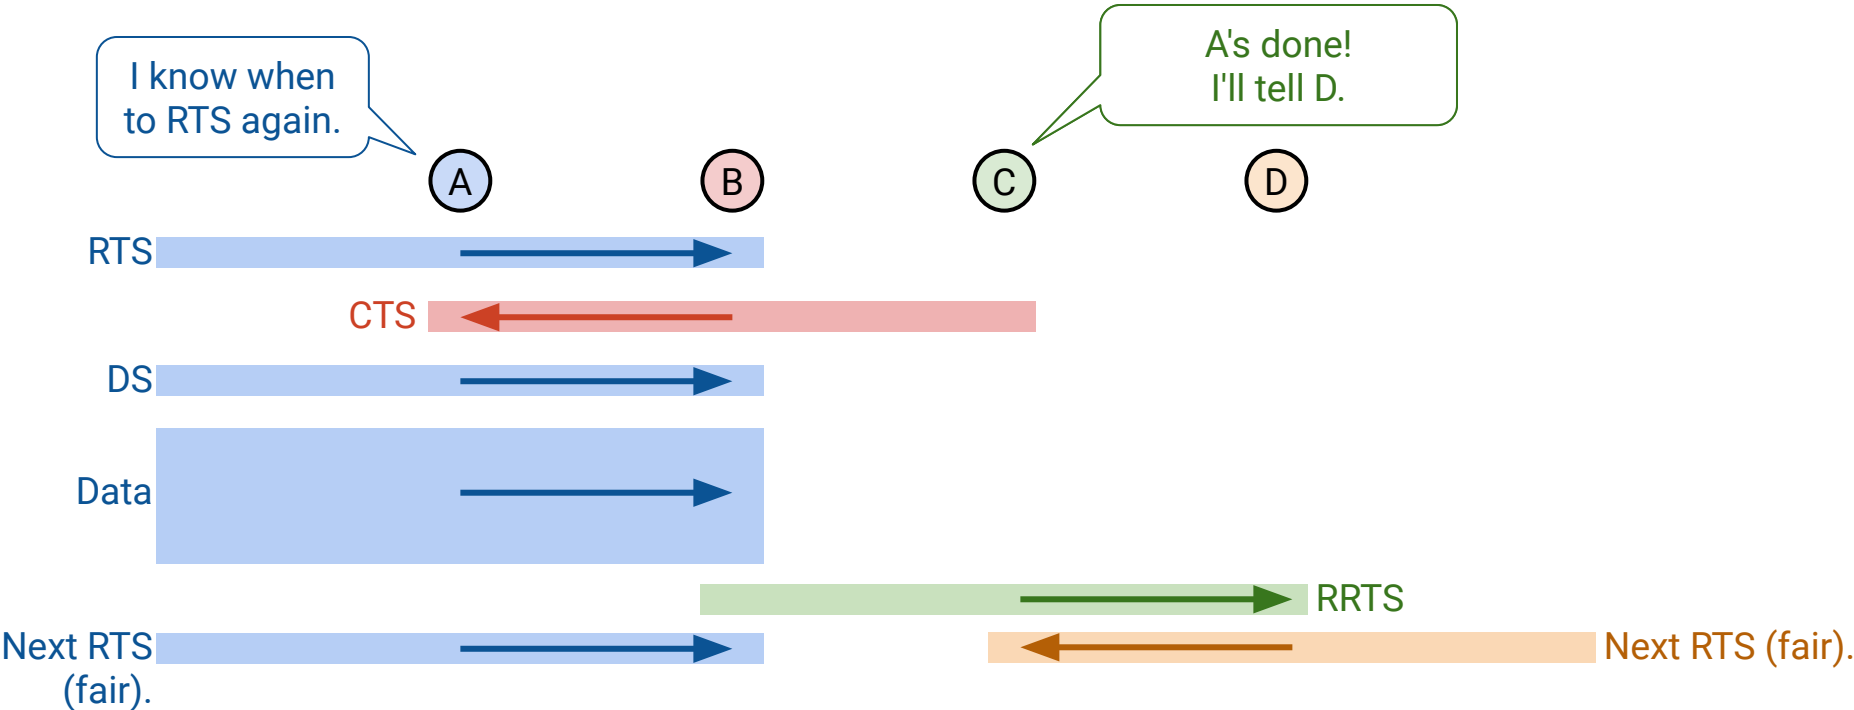 I know when
to RTS again.
A's done!
I'll tell D.
A
B
C
D
RTS
CTS
DS
Data
RRTS
Next RTS
(fair).
Next RTS (fair).